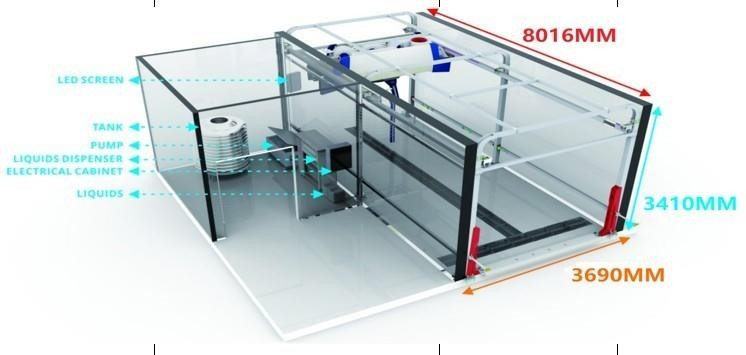 8016MM
LED SCREEN
TANK
PUMP
LIQUIDS DISPENSER
ELECTRICAL CABINET
LIQUIDS
3410MM
3690MM